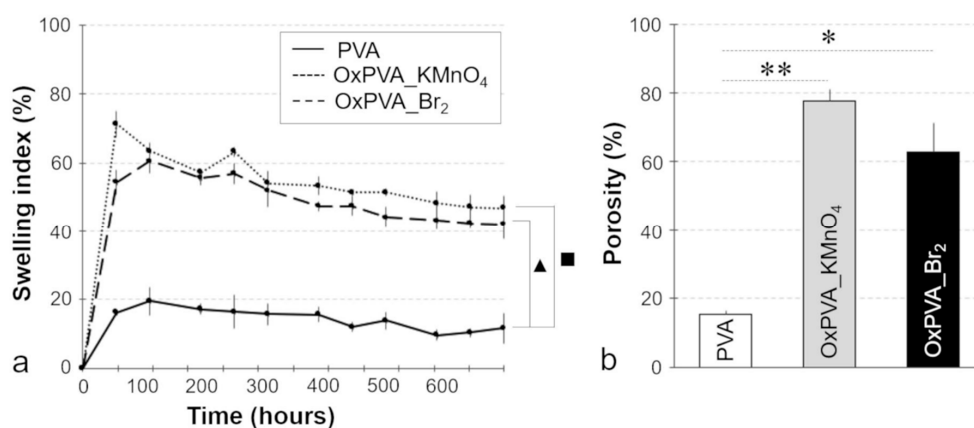 100
80
60
40
20
0
Swelling index (%)
PVA
OxPVA_KMnO₄
OxPVA_Br₂
▲ ■
a
0 100 200 300 400 500 600
Time (hours)
100
80
60
40
20
0
Porosity (%)
*
**
PVA
OxPVA_KMnO₄
OxPVA_Br₂
b